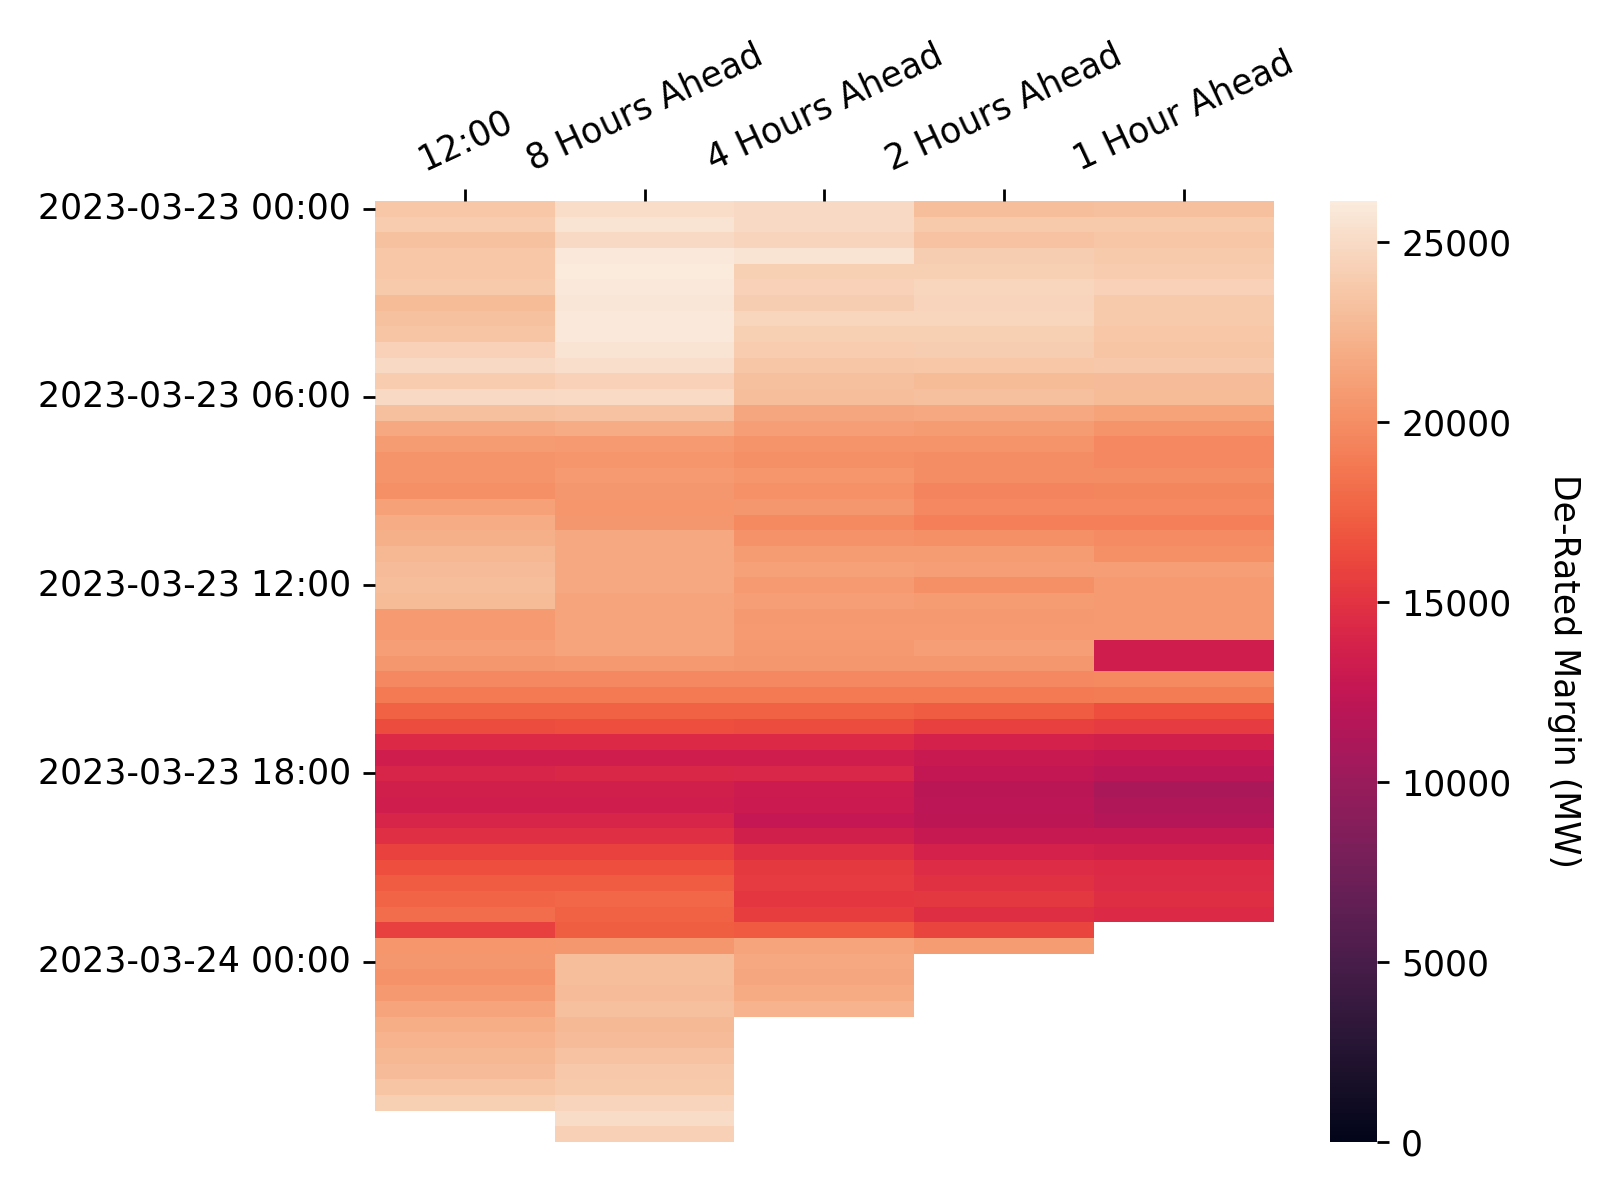 12:00
8 Hours Ahead
4 Hours Ahead
2 Hours Ahead
1 Hour Ahead
2023-03-23 00:00
2023-03-23 06:00
2023-03-23 12:00
2023-03-23 18:00
2023-03-24 00:00
25000
20000
15000
10000
5000
0
De-Rated Margin (MW)